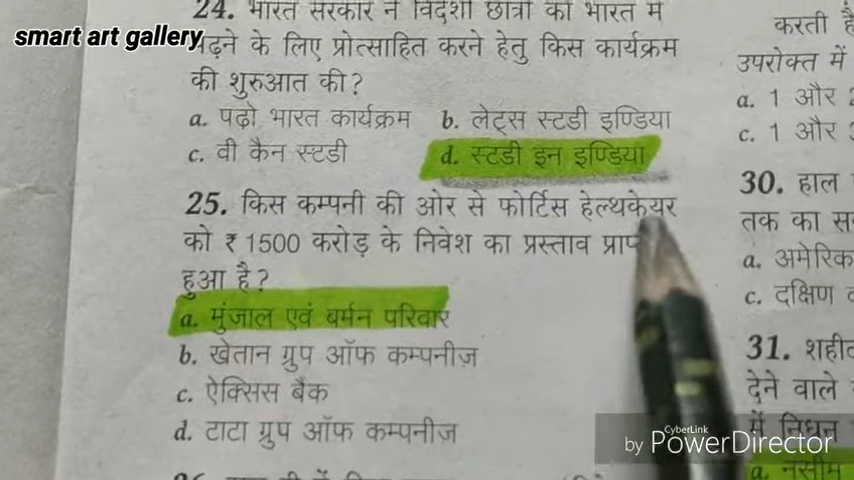 24. भारत सरकार ने विदेशी छात्रों को भारत में
smart art gallery
पढ़ने के लिए प्रोत्साहित करने हेतु किस कार्यक्रम
की शुरुआत की?
a. पढ़ो भारत कार्यक्रम b. लेट्स स्टडी इण्डिया
c. वी कैन स्टडी d. स्टडी इन इण्डिया
25. किस कम्पनी की ओर से फोर्टिस हेल्थकेयर
को ₹ 1500 करोड़ के निवेश का प्रस्ताव
हुआ है?
a. मुंजाल एवं बर्मन परिवार
b. खेतान ग्रुप ऑफ कम्पनीज़
c. ऐक्सिस बैंक
d. टाटा ग्रुप ऑफ कम्पनीज़
करती
उपरोक्त में
a. 1 और
c. 1 और
30. हाल
तक का
a.
c. दक्षिण
31.
देने वाले
में निधन
a. नसीम
by CyberLink PowerDirector